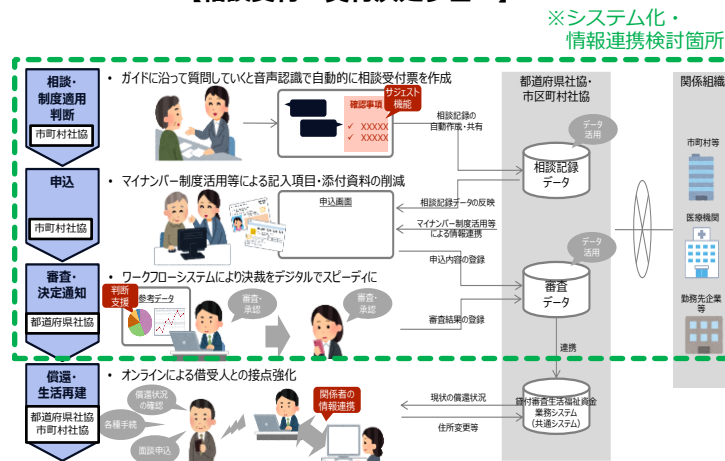 ※システム化・
情報連携検討箇所
相談・
制度適用
判断
市町村社協
• ガイドに沿って質問していくと音声認識で自動的に相談受付票を作成
確認事項
✓ XXXXX
✓ XXXXX
サジェスト
機能
相談記録の
自動作成・共有
都道府県社協・
市区町村社協
データ
活用
相談記録
データ
関係組織
市町村等
医療機関
勤務先企業
等
申込
市町村社協
• マイナンバー制度活用等による記入項目・添付資料の削減
申込画面
相談記録データの反映
マイナンバー制度活用等
による情報連携
申込内容の登録
データ
活用
審査
データ
審査・
決定通知
都道府県社協
• ワークフローシステムにより決裁をデジタルでスピーディに
判断
支援
参考データ
審査・
承認
審査・
承認
審査結果の登録
連携
償還・
生活再建
都道府県社協
市町村社協
• オンラインによる借受人との接点強化
償還状況
の確認
各種手続
面談申込
関係者の
情報連携
現状の償還状況
住所変更等
貸付審査生活福祉資金
業務システム
(共通システム)